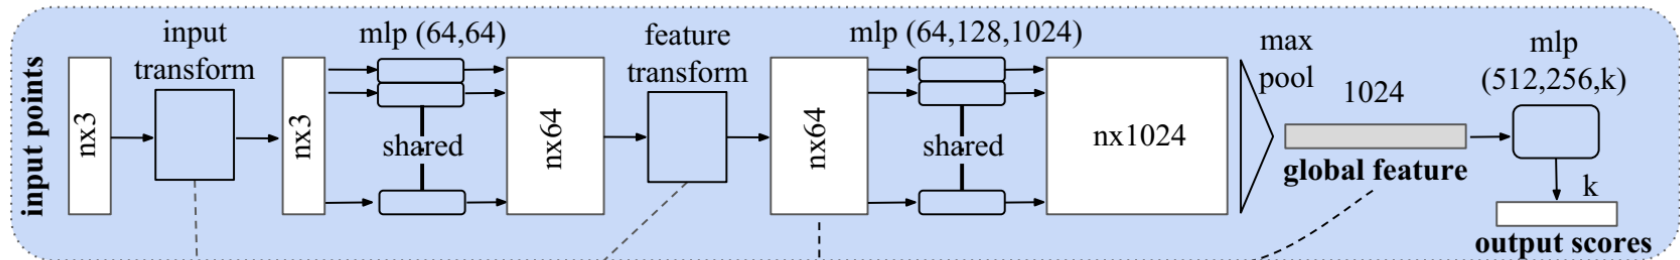 input points
nx3
input
transform
nx3
mlp (64,64)
shared
nx64
feature
transform
nx64
mlp (64,128,1024)
shared
nx1024
max
pool
1024
global feature
mlp
(512,256,k)
k
output scores